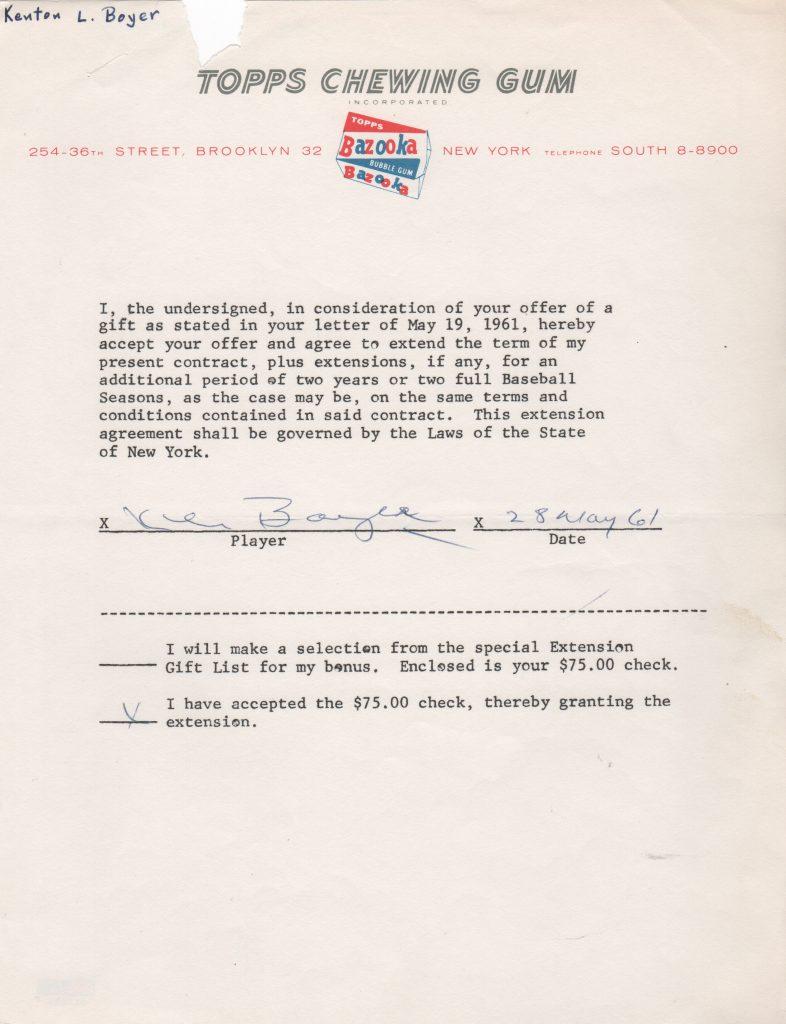 Kenton L. Boyer
TOPPS CHEWING GUM
INCORPORATED
TOPPS
Bazooka
BUBBLE GUM
Bazooka
254-36TH STREET, BROOKLYN 32 NEW YORK TELEPHONE SOUTH 8-8900
I, the undersigned, in consideration of your offer of a
gift as stated in your letter of May 19, 1961, hereby
accept your offer and agree to extend the term of my
present contract, plus extensions, if any, for an
additional period of two years or two full Baseball
Seasons, as the case may be, on the same terms and
conditions contained in said contract. This extension
agreement shall be governed by the Laws of the State
of New York.
X Ken Boyer X 28 May 61
Player Date
I will make a selection from the special Extension
Gift List for my bonus. Enclosed is your $75.00 check.
X I have accepted the $75.00 check, thereby granting the
extension.